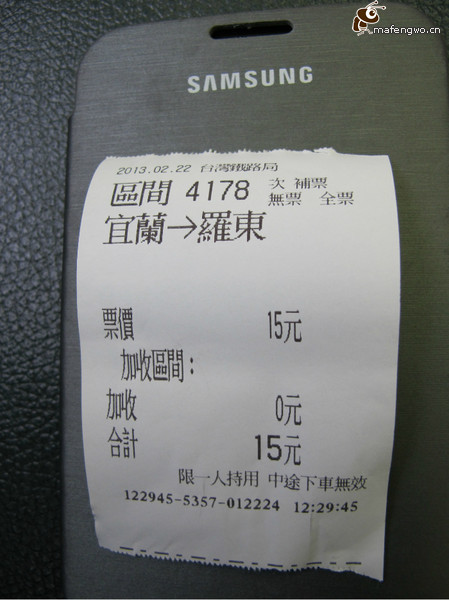 mafengwo.cn
SAMSUNG
2013.02.22 台灣鐵路局
區間 4178 次 補票
無票 全票
宜蘭→羅東
票價 15元
加收區間：
加收 0元
合計 15元
限一人持用 中途下車無效
122945-5357-012224 12:29:45